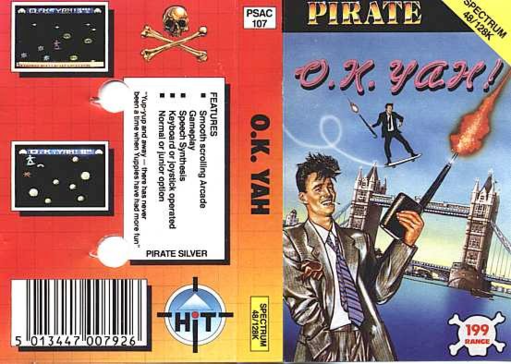 PIRATE
SPECTRUM
48/128K
O.K. YAH!
199
RANGE
PSAC
107
O.K. YAH
SPECTRUM
48/128K
FEATURES
Smooth scrolling Arcade
Gameplay
Speech Synthesis
Keyboard or joystick operated
Normal or junior option
"Yup-yup and away — there has never
been a time when Yuppies have had more fun"
PIRATE SILVER
HiT
5 013447 007926